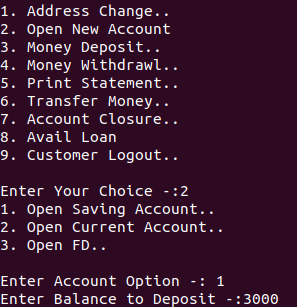 1. Address Change..
2. Open New Account
3. Money Deposit..
4. Money Withdrawl..
5. Print Statement..
6. Transfer Money..
7. Account Closure..
8. Avail Loan
9. Customer Logout..
Enter Your Choice -:2
1. Open Saving Account..
2. Open Current Account..
3. Open FD..
Enter Account Option -: 1
Enter Balance to Deposit -:3000